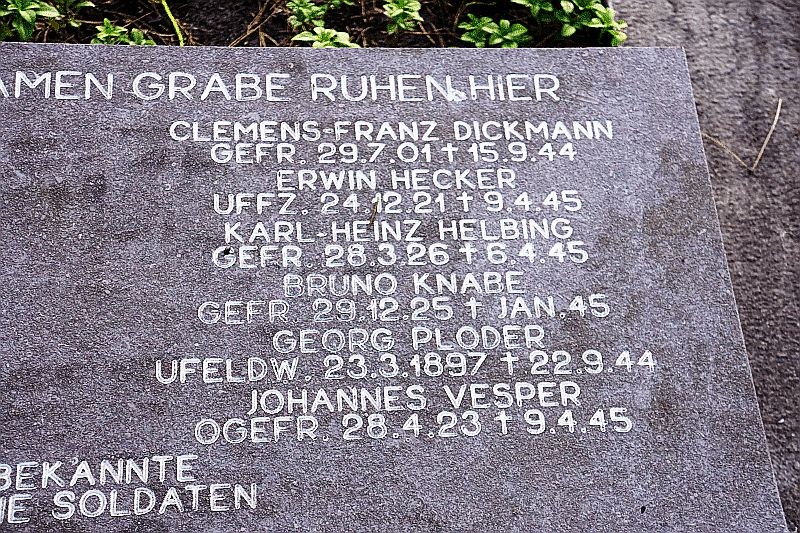 AMEN GRABE RUHEN HIER
CLEMENS-FRANZ DICKMANN
GEFR. 29.7.01 † 15.9.44
ERWIN HECKER
UFFZ. 24.12.21 † 9.4.45
KARL-HEINZ HELBING
GEFR. 28.3.26 † 6.4.45
BRUNO KNABE
GEFR. 29.12.25 † JAN.45
GEORG PLODER
UFELDW. 23.3.1897 † 22.9.44
JOHANNES VESPER
OGEFR. 28.4.23 † 9.4.45
BEKANNTE
HE SOLDATEN